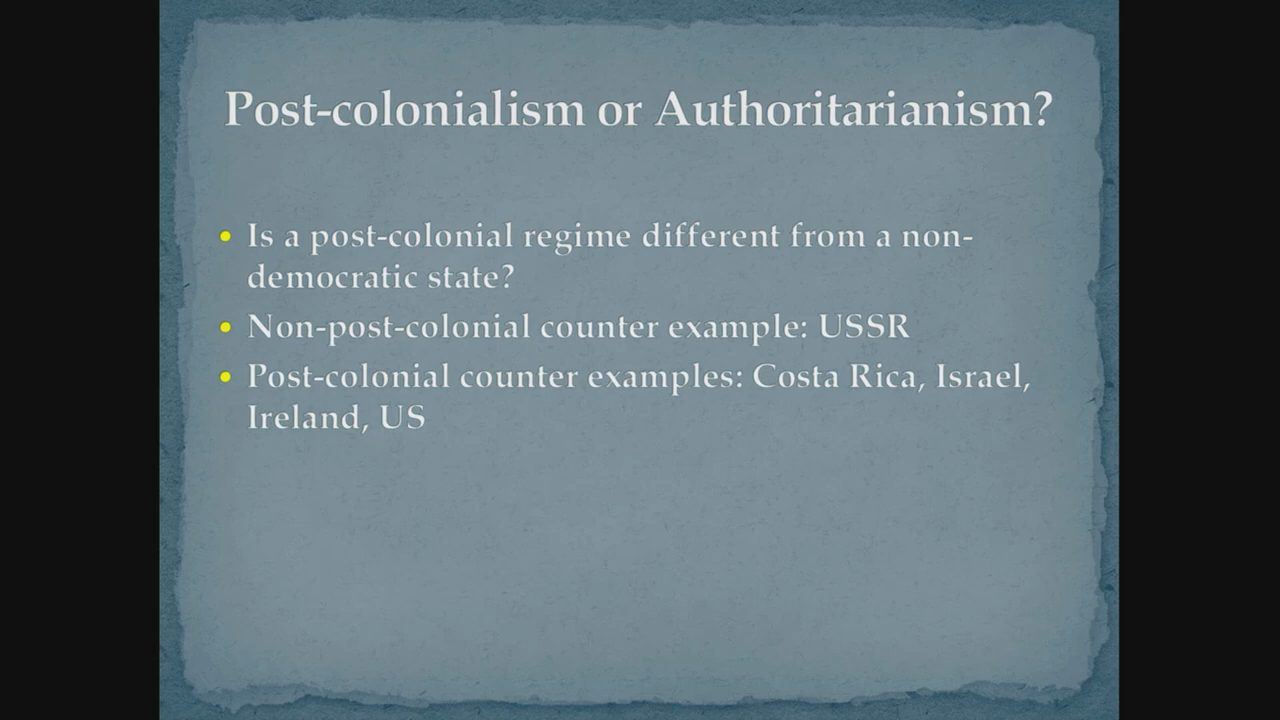 Post-colonialism or Authoritarianism?
• Is a post-colonial regime different from a non-
democratic state?
• Non-post-colonial counter example: USSR
• Post-colonial counter examples: Costa Rica, Israel,
Ireland, US